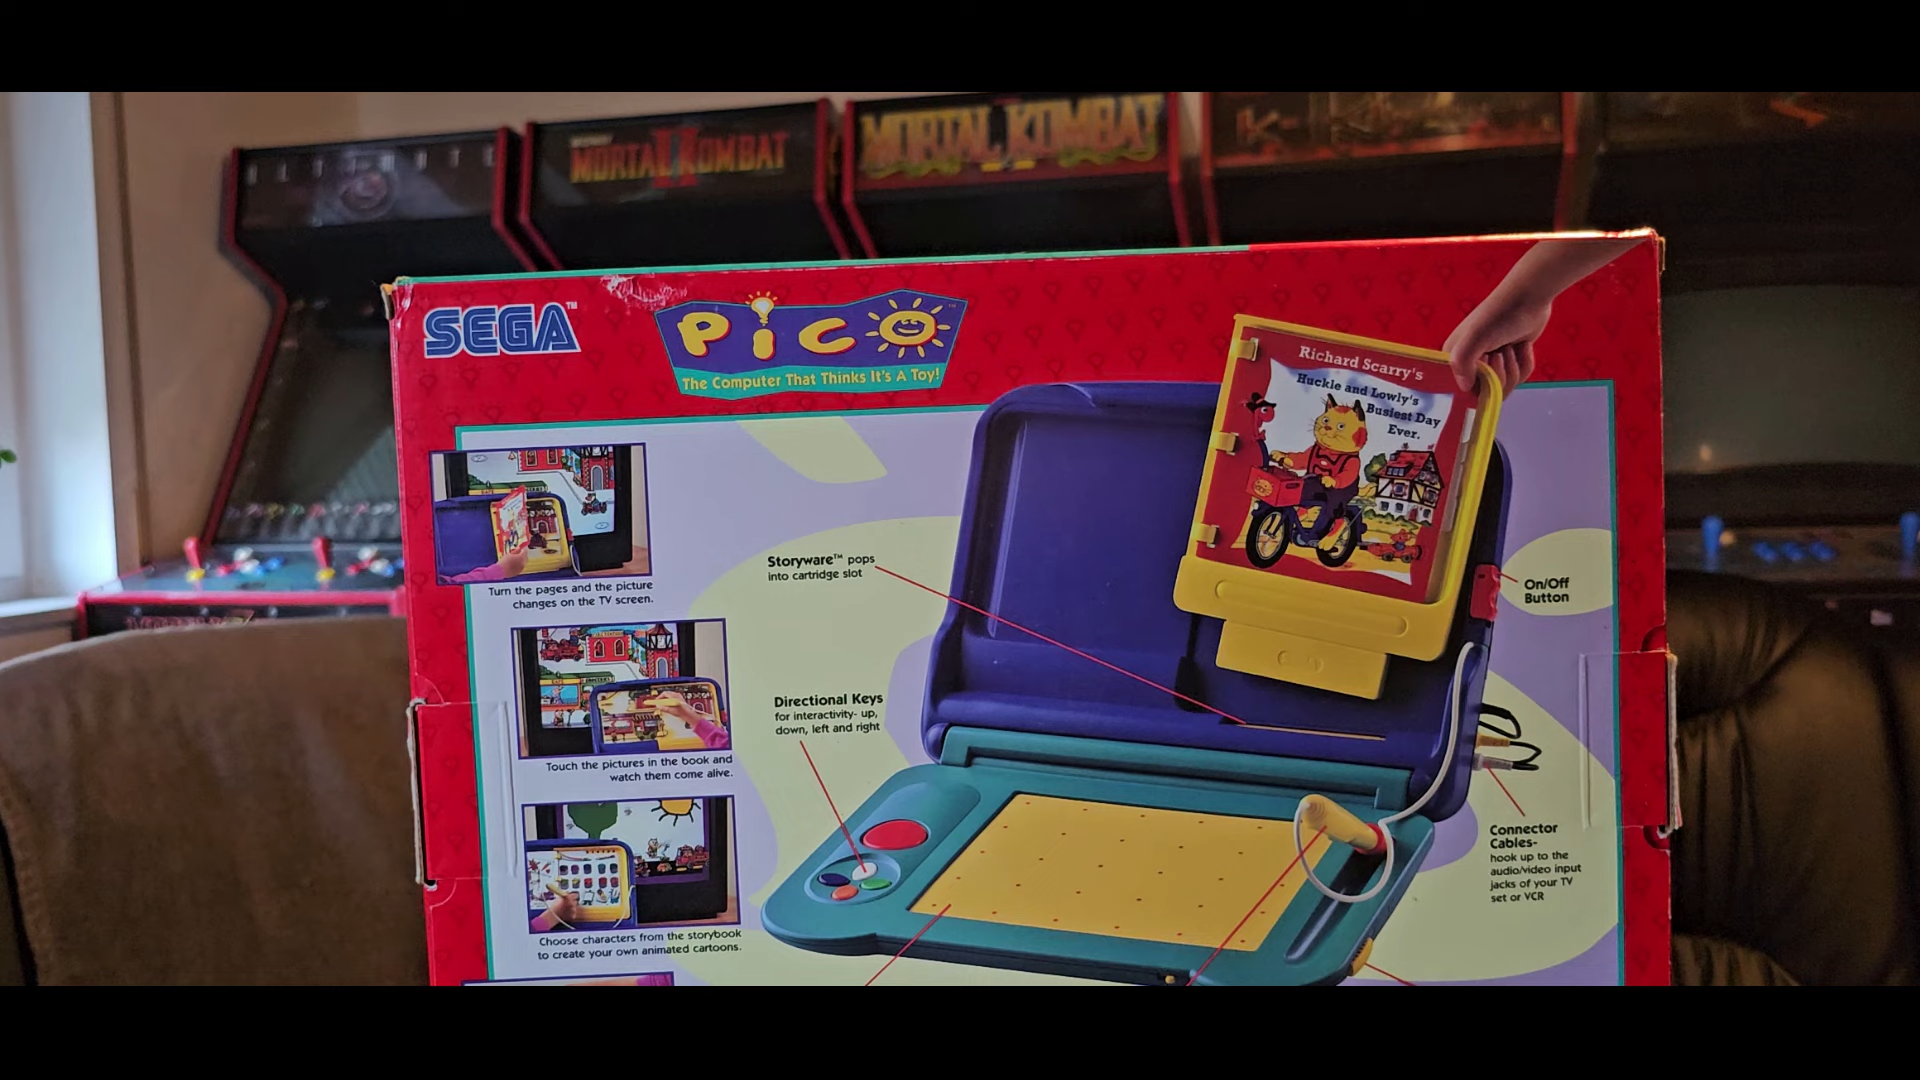 ULTIMATE
MORTAL KOMBAT
II
MORTAL KOMBAT
SEGA™
PICO™
The Computer That Thinks It's A Toy!
Richard Scarry's
Huckle and Lowly's
Busiest Day
Ever.
Turn the pages and the picture
changes on the TV screen.
Storyware™ pops
into cartridge slot
On/Off
Button
Directional Keys
for interactivity- up,
down, left and right
Touch the pictures in the book and
watch them come alive.
Connector
Cables-
hook up to the
audio/video input
jacks of your TV
set or VCR
Choose characters from the storybook
to create your own animated cartoons.